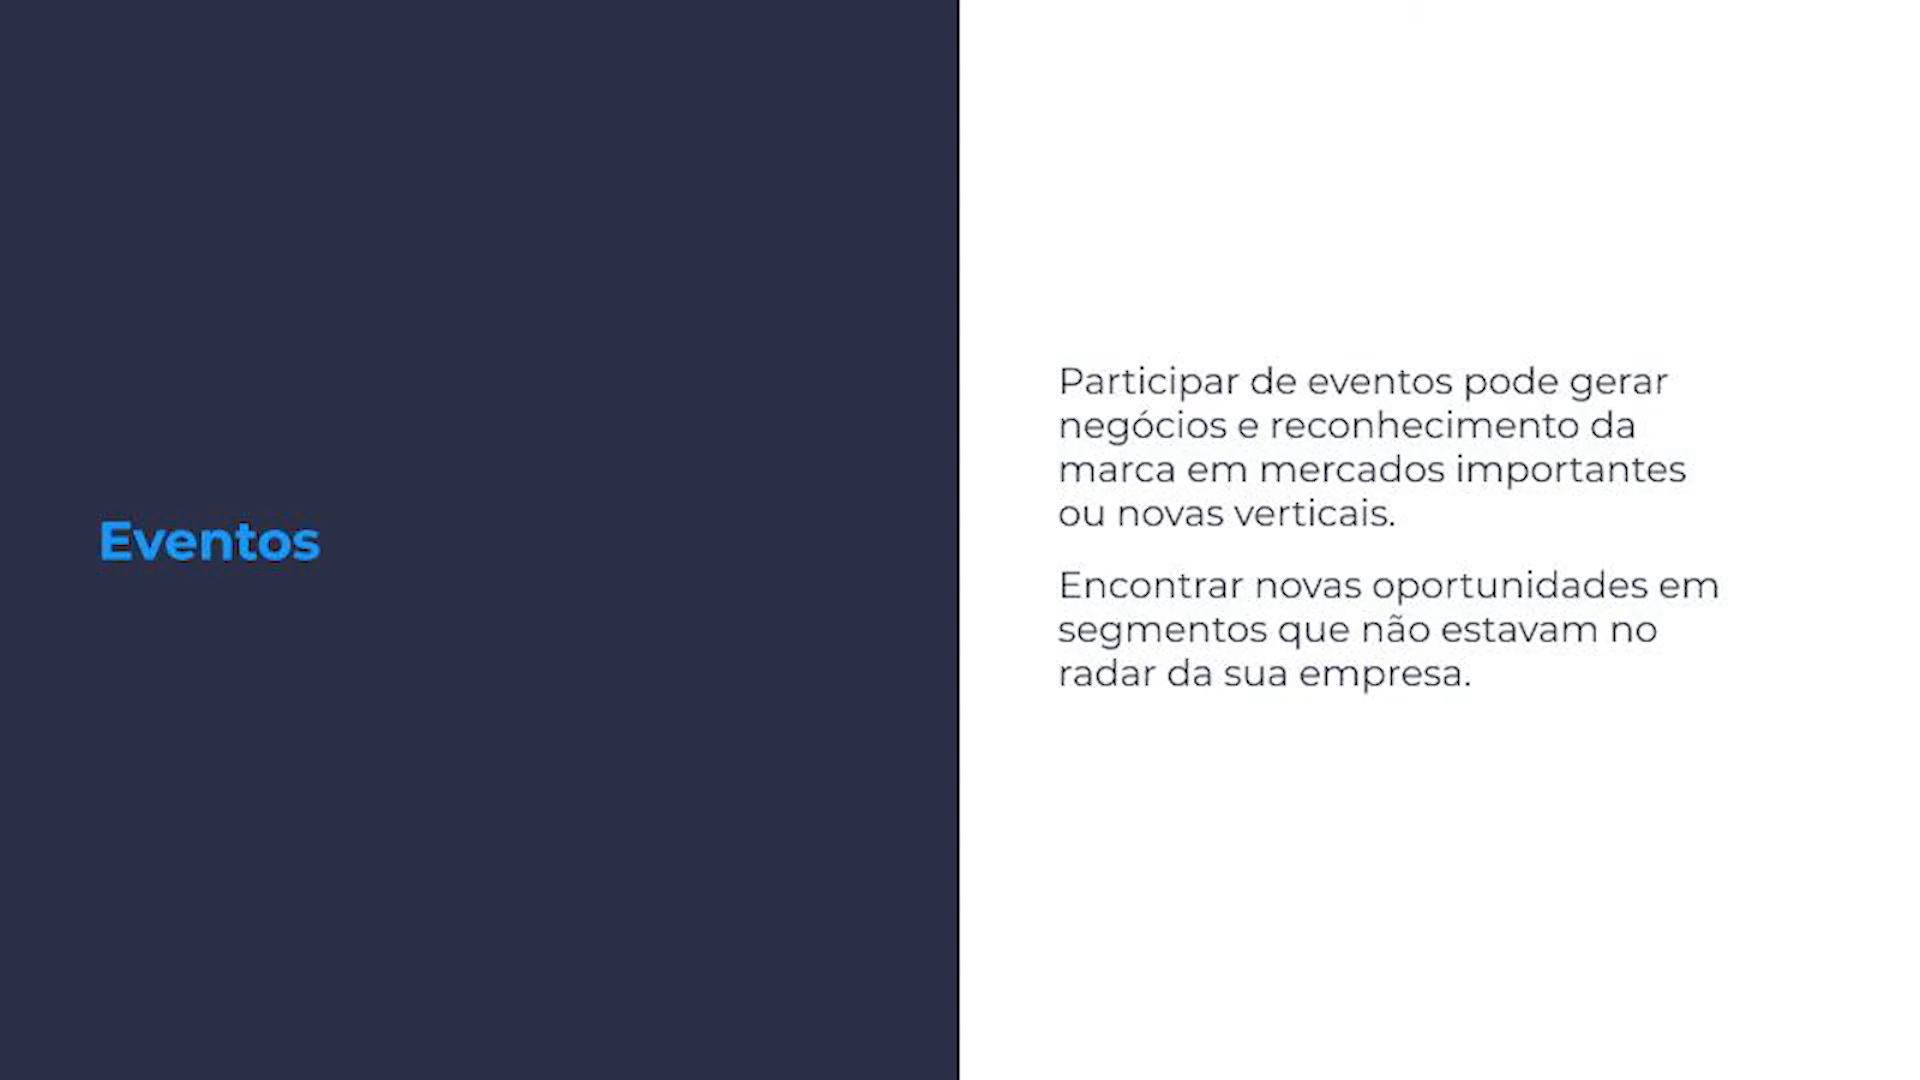 Eventos
Participar de eventos pode gerar
negócios e reconhecimento da
marca em mercados importantes
ou novas verticais.
Encontrar novas oportunidades em
segmentos que não estavam no
radar da sua empresa.